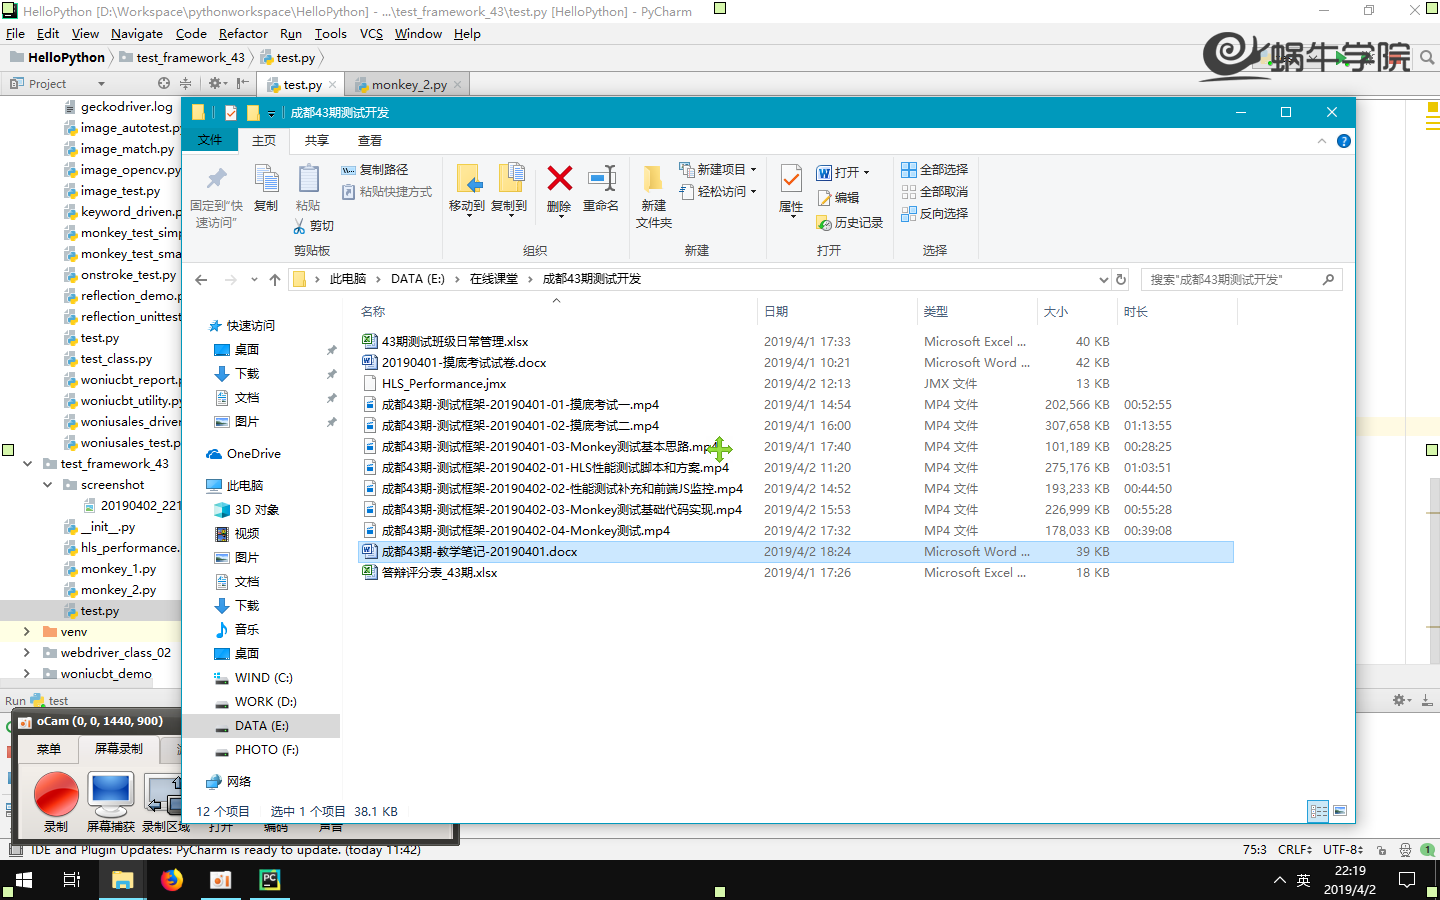 HelloPython [D:\Workspace\pythonworkspace\HelloPython] - ...\test_framework_43\test.py [HelloPython] - PyCharm
File Edit View Navigate Code Refactor Run Tools VCS Window Help
HelloPython test_framework_43 test.py
蜗牛学院
Project test.py monkey_2.py
geckodriver.log
image_autotest.py
image_match.py
image_opencv.py
image_test.py
keyword_driven.p
monkey_test_simp
monkey_test_sma
onstroke_test.py
reflection_demo.p
reflection_unittest
test.py
test_class.py
woniucbt_report.p
woniucbt_utility.py
woniusales_driver
woniusales_test.p
test_framework_43
screenshot
20190402_221
__init__.py
hls_performance.
monkey_1.py
monkey_2.py
test.py
venv
webdriver_class_02
woniucbt_demo
Run test
成都43期测试开发
文件 主页 共享 查看
固定到"快速访问"
复制
粘贴
复制路径
粘贴快捷方式
剪切
剪贴板
移动到 复制到 删除 重命名
组织
新建文件夹
新建项目
轻松访问
新建
属性
打开
编辑
历史记录
打开
全部选择
全部取消
反向选择
选择
此电脑 DATA (E:) 在线课堂 成都43期测试开发
搜索"成都43期测试开发"
快速访问
桌面
下载
文档
图片
OneDrive
此电脑
3D 对象
视频
图片
文档
下载
音乐
桌面
WIND (C:)
WORK (D:)
DATA (E:)
PHOTO (F:)
网络
名称 日期 类型 大小 时长
43期测试班级日常管理.xlsx 2019/4/1 17:33 Microsoft Excel ... 40 KB
20190401-摸底考试试卷.docx 2019/4/1 10:21 Microsoft Word ... 42 KB
HLS_Performance.jmx 2019/4/2 12:13 JMX 文件 13 KB
成都43期-测试框架-20190401-01-摸底考试一.mp4 2019/4/1 14:54 MP4 文件 202,566 KB 00:52:55
成都43期-测试框架-20190401-02-摸底考试二.mp4 2019/4/1 16:00 MP4 文件 307,658 KB 01:13:55
成都43期-测试框架-20190401-03-Monkey测试基本思路.mp4 2019/4/1 17:40 MP4 文件 101,189 KB 00:28:25
成都43期-测试框架-20190402-01-HLS性能测试脚本和方案.mp4 2019/4/2 11:20 MP4 文件 275,176 KB 01:03:51
成都43期-测试框架-20190402-02-性能测试补充和前端JS监控.mp4 2019/4/2 14:52 MP4 文件 193,233 KB 00:44:50
成都43期-测试框架-20190402-03-Monkey测试基础代码实现.mp4 2019/4/2 15:53 MP4 文件 226,999 KB 00:55:28
成都43期-测试框架-20190402-04-Monkey测试.mp4 2019/4/2 17:32 MP4 文件 178,033 KB 00:39:08
成都43期-教学笔记-20190401.docx 2019/4/2 18:24 Microsoft Word ... 39 KB
答辩评分表_43期.xlsx 2019/4/1 17:26 Microsoft Excel ... 18 KB
12 个项目 选中 1 个项目 38.1 KB
oCam (0, 0, 1440, 900)
菜单 屏幕录制
录制 屏幕捕获 录制区域 打开 编码 声音
IDE and Plugin Updates: PyCharm is ready to update. (today 11:42)
75:3 CRLF UTF-8 1
英
22:19
2019/4/2